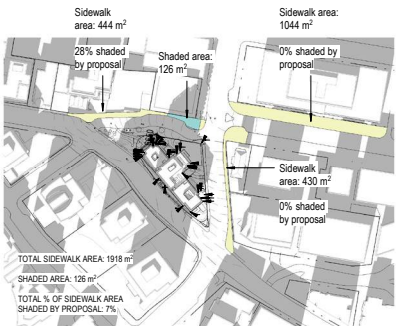 Sidewalk
area: 444 m²
28% shaded
by proposal
Shaded area:
126 m²
Sidewalk area:
1044 m²
0% shaded by
proposal
Sidewalk
area: 430 m²
0% shaded
by proposal
TOTAL SIDEWALK AREA: 1918 m²
SHADED AREA: 126 m²
TOTAL % OF SIDEWALK AREA
SHADED BY PROPOSAL: 7%